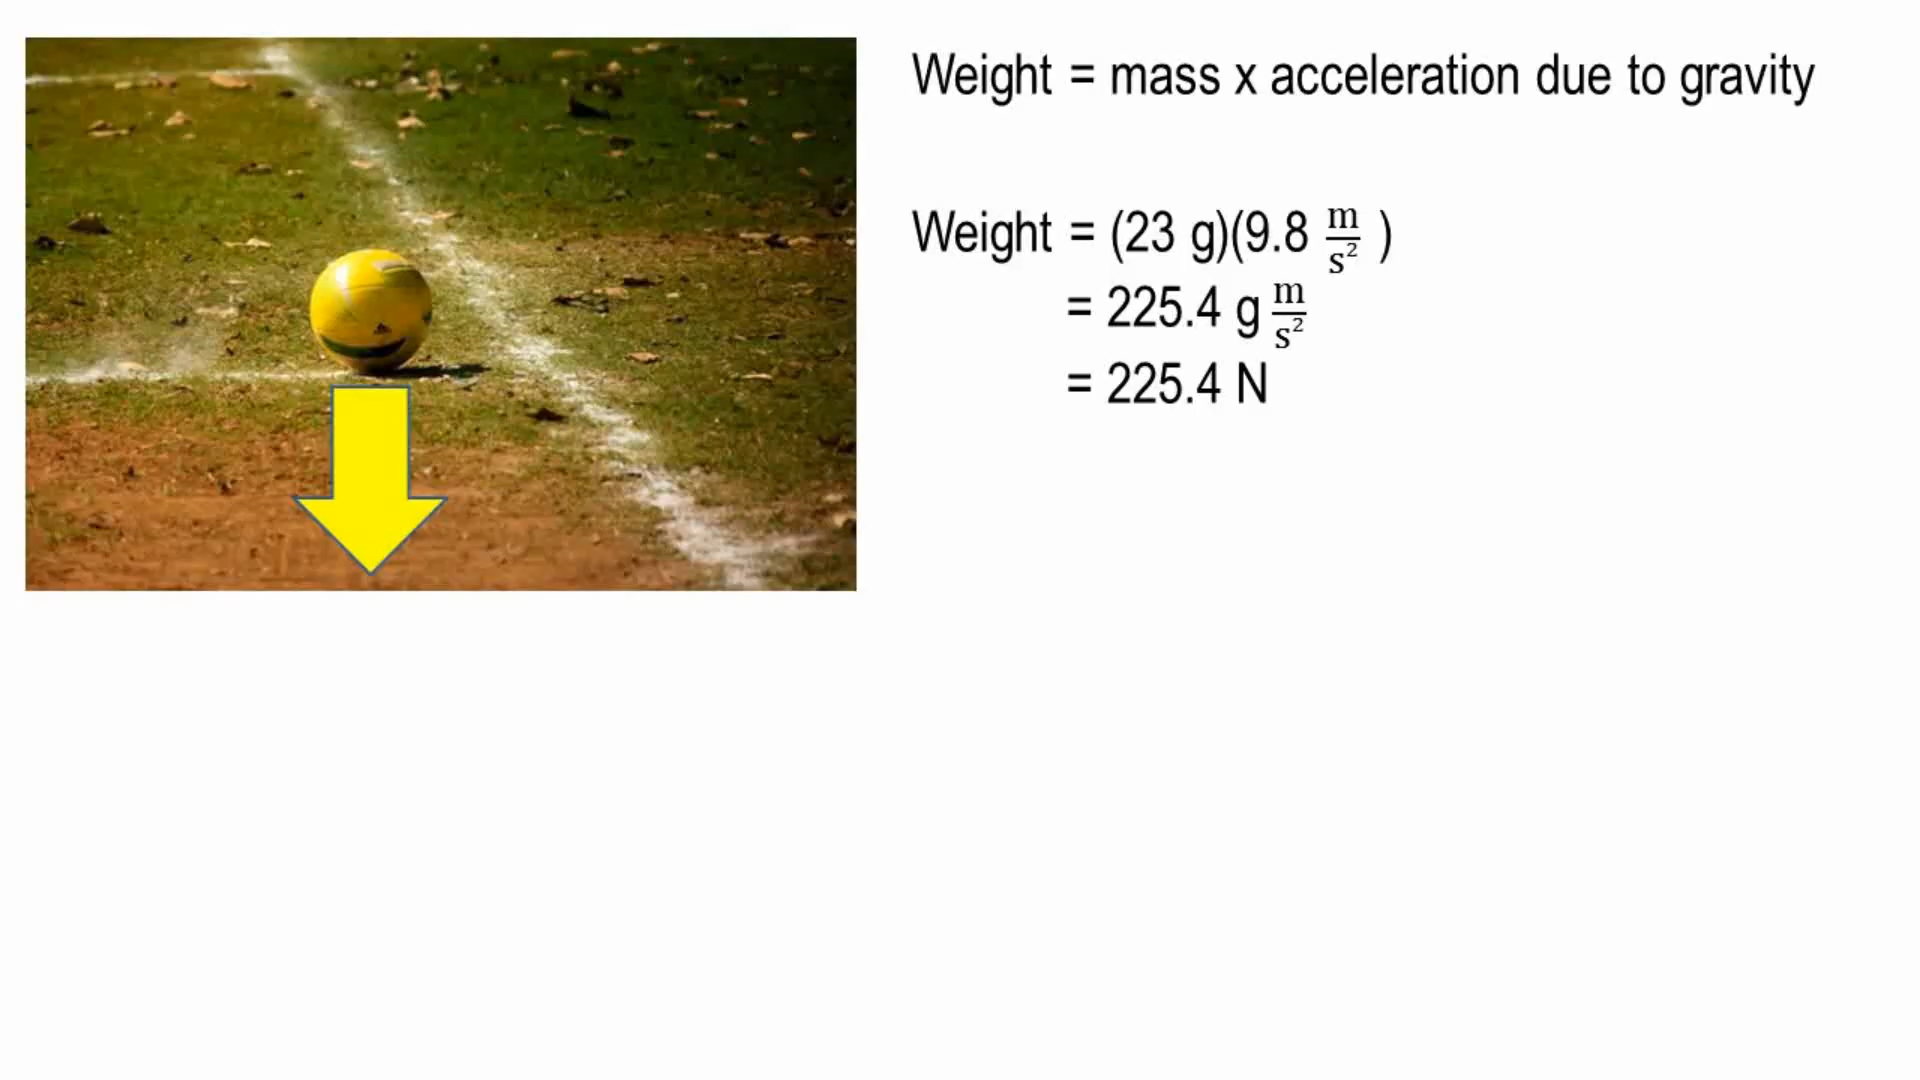 Weight = mass x acceleration due to gravity
Weight = (23 g)(9.8 m/s²)
= 225.4 g m/s²
= 225.4 N